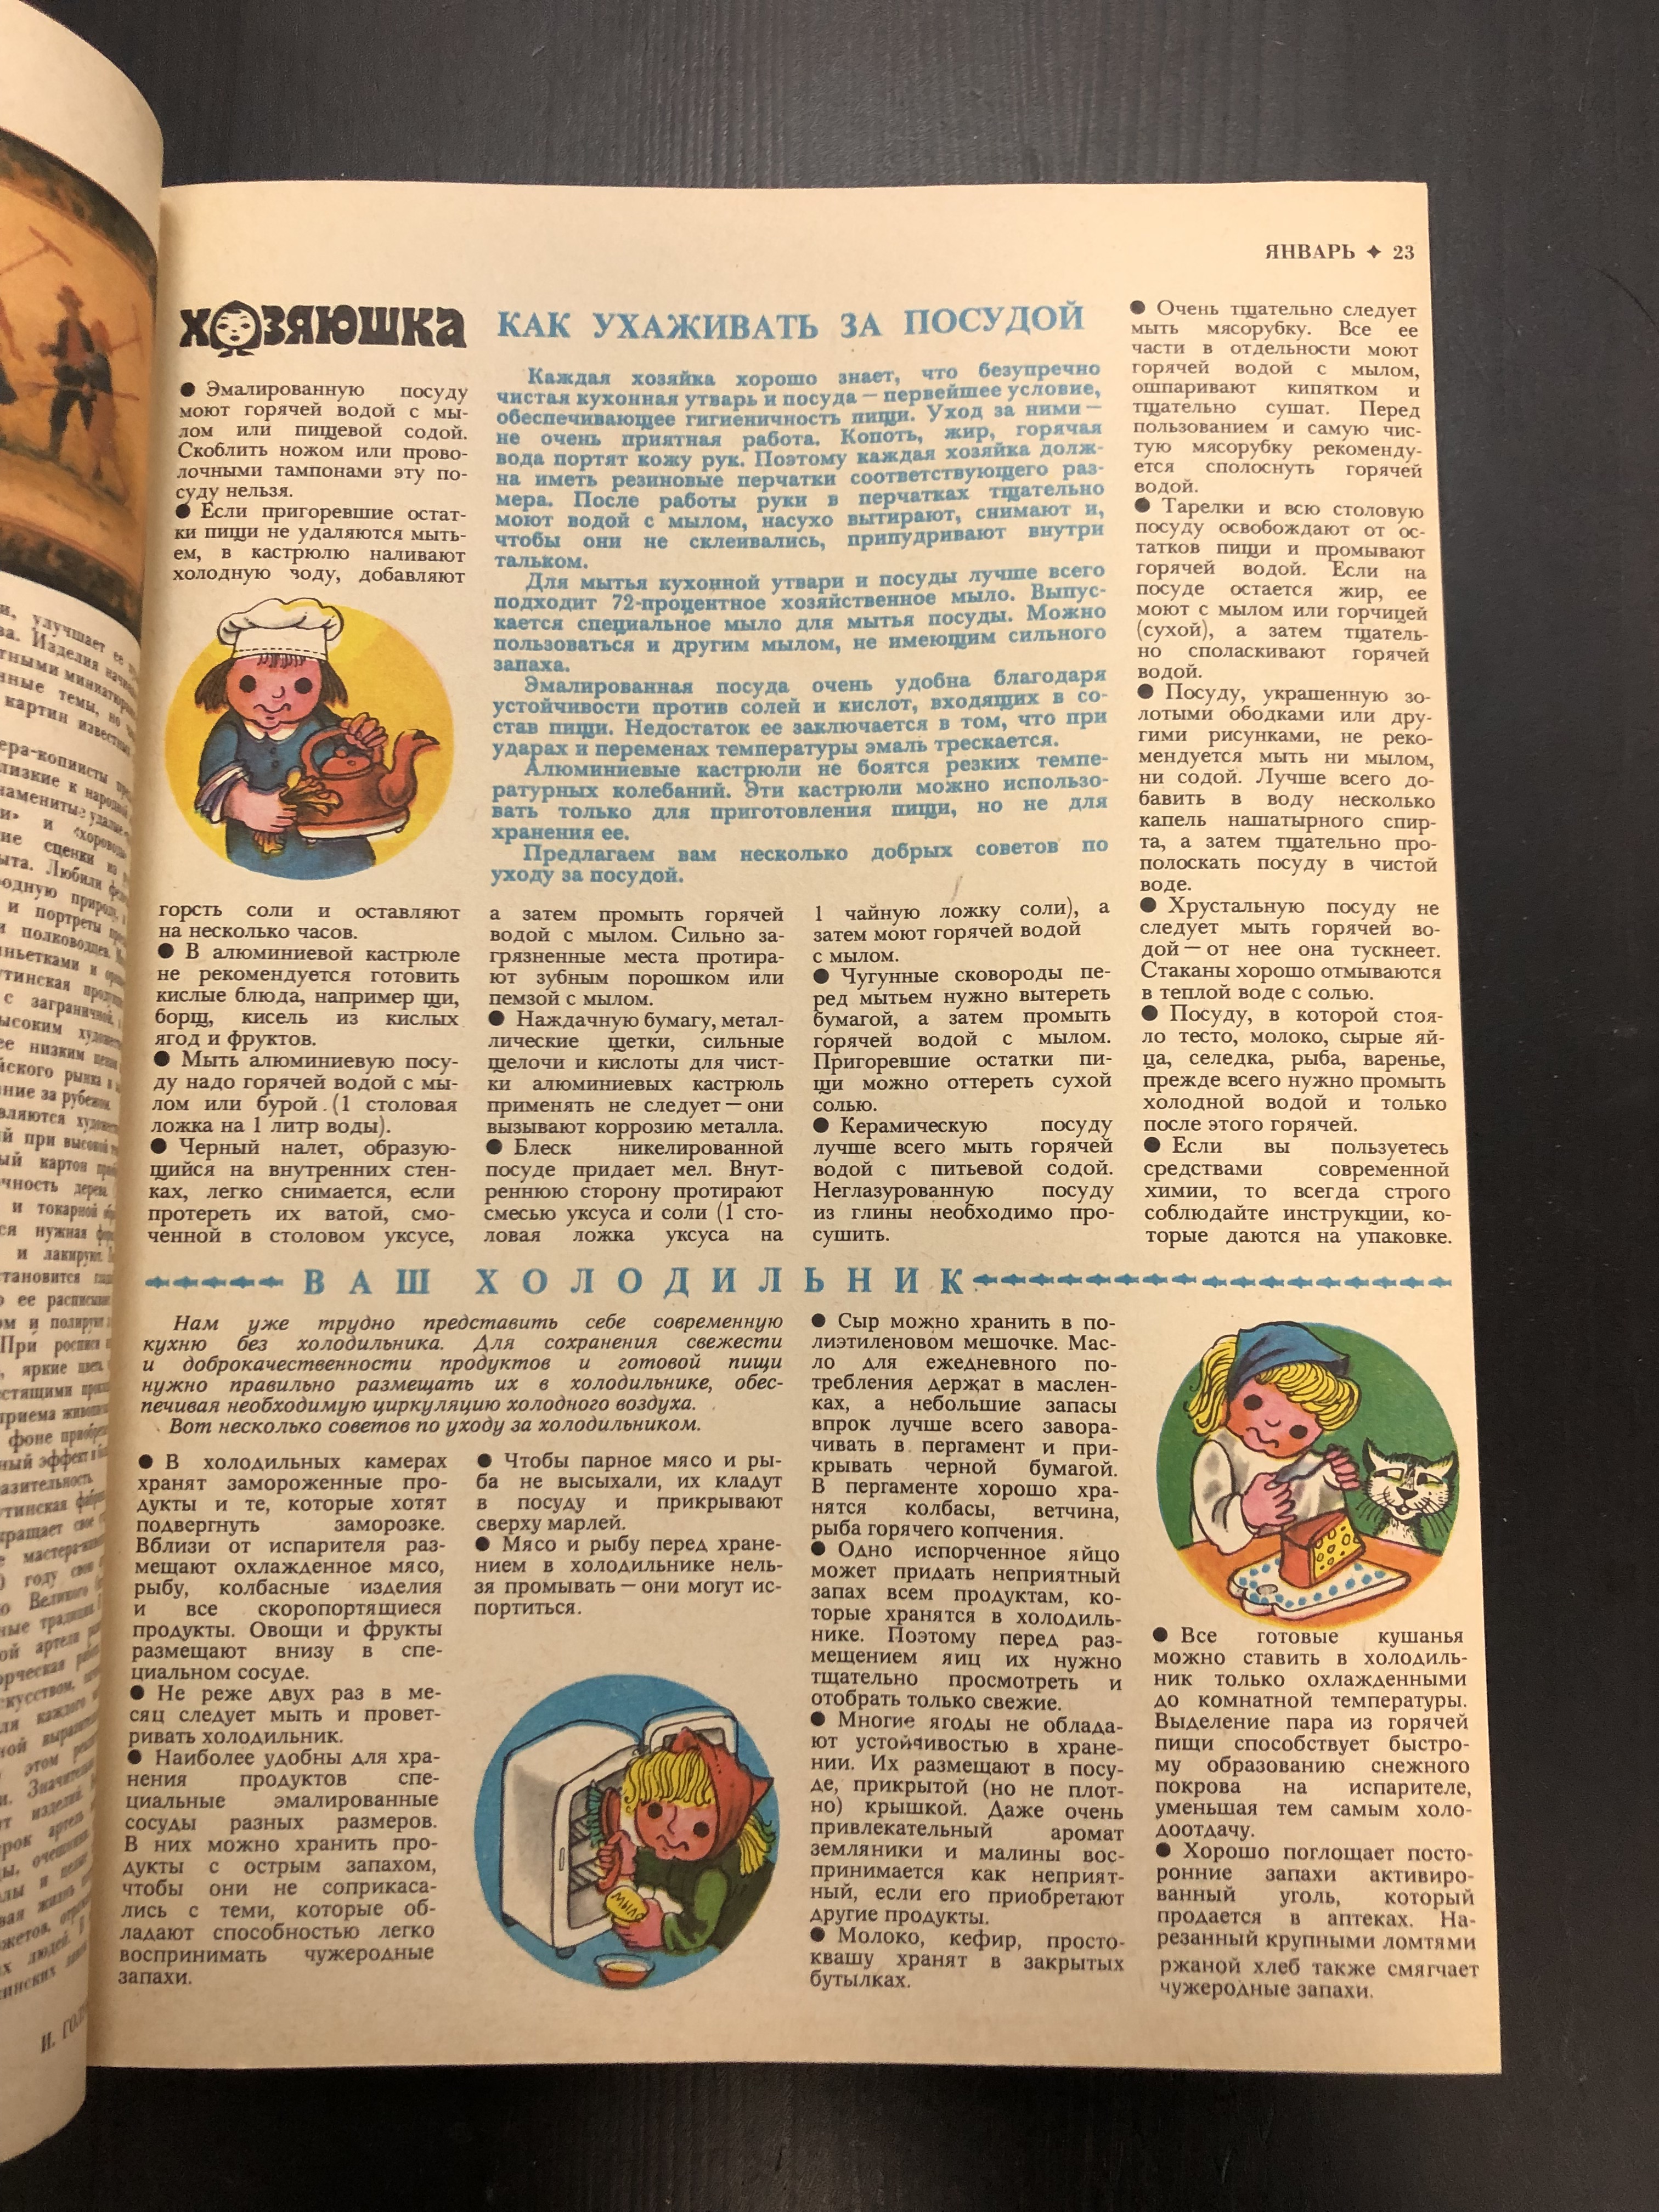 ЯНВАРЬ ✦ 23
хозяюшка
КАК УХАЖИВАТЬ ЗА ПОСУДОЙ
Каждая хозяйка хорошо знает, что безупречно
чистая кухонная утварь и посуда — первейшее условие,
обеспечивающее гигиеничность пищи. Уход за ними —
не очень приятная работа. Копоть, жир, горячая
вода портят кожу рук. Поэтому каждая хозяйка долж-
на иметь резиновые перчатки соответствующего раз-
мера. После работы руки в перчатках тщательно
моют водой с мылом, насухо вытирают, снимают и,
чтобы они не склеивались, припудривают внутри
тальком.
Для мытья кухонной утвари и посуды лучше всего
подходит 72-процентное хозяйственное мыло. Выпус-
кается специальное мыло для мытья посуды. Можно
пользоваться и другим мылом, не имеющим сильного
запаха.
Эмалированная посуда очень удобна благодаря
устойчивости против солей и кислот, входящих в со-
став пищи. Недостаток ее заключается в том, что при
ударах и переменах температуры эмаль трескается.
Алюминиевые кастрюли не боятся резких темпе-
ратурных колебаний. Эти кастрюли можно использо-
вать только для приготовления пищи, но не для
хранения ее.
Предлагаем вам несколько добрых советов по
уходу за посудой.
● Эмалированную посуду
моют горячей водой с мы-
лом или пищевой содой.
Скоблить ножом или прово-
лочными тампонами эту по-
суду нельзя.
● Если пригоревшие остат-
ки пищи не удаляются мыть-
ем, в кастрюлю наливают
холодную воду, добавляют
горсть соли и оставляют
на несколько часов.
● В алюминиевой кастрюле
не рекомендуется готовить
кислые блюда, например щи,
борщ, кисель из кислых
ягод и фруктов.
● Мыть алюминиевую посу-
ду надо горячей водой с мы-
лом или бурой (1 столовая
ложка на 1 литр воды).
● Черный налет, образую-
щийся на внутренних стен-
ках, легко снимается, если
протереть их ватой, смо-
ченной в столовом уксусе,
а затем промыть горячей
водой с мылом. Сильно за-
грязненные места протира-
ют зубным порошком или
пемзой с мылом.
● Наждачную бумагу, метал-
лические щетки, сильные
щелочи и кислоты для чист-
ки алюминиевых кастрюль
применять не следует — они
вызывают коррозию металла.
● Блеск никелированной
посуде придает мел. Внут-
реннюю сторону протирают
смесью уксуса и соли (1 сто-
ловая ложка уксуса на
1 чайную ложку соли), а
затем моют горячей водой
с мылом.
● Чугунные сковороды пе-
ред мытьем нужно вытереть
бумагой, а затем промыть
горячей водой с мылом.
Пригоревшие остатки пи-
щи можно оттереть сухой
солью.
● Керамическую посуду
лучше всего мыть горячей
водой с питьевой содой.
Неглазурованную посуду
из глины необходимо про-
сушить.
● Очень тщательно следует
мыть мясорубку. Все ее
части в отдельности моют
горячей водой с мылом,
ошпаривают кипятком и
тщательно сушат. Перед
пользованием и самую чис-
тую мясорубку рекоменду-
ется сполоснуть горячей
водой.
● Тарелки и всю столовую
посуду освобождают от ос-
татков пищи и промывают
горячей водой. Если на
посуде остается жир, ее
моют с мылом или горчицей
(сухой), а затем тщатель-
но споласкивают горячей
водой.
● Посуду, украшенную зо-
лотыми ободками или дру-
гими рисунками, не реко-
мендуется мыть ни мылом,
ни содой. Лучше всего до-
бавить в воду несколько
капель нашатырного спир-
та, а затем тщательно про-
полоскать посуду в чистой
воде.
● Хрустальную посуду не
следует мыть горячей во-
дой — от нее она тускнеет.
Стаканы хорошо отмываются
в теплой воде с солью.
● Посуду, в которой стоя-
ло тесто, молоко, сырые яй-
ца, селедка, рыба, варенье,
прежде всего нужно промыть
холодной водой и только
после этого горячей.
● Если вы пользуетесь
средствами современной
химии, то всегда строго
соблюдайте инструкции, ко-
торые даются на упаковке.
ВАШ ХОЛОДИЛЬНИК
Нам уже трудно представить себе современную
кухню без холодильника. Для сохранения свежести
и доброкачественности продуктов и готовой пищи
нужно правильно размещать их в холодильнике, обес-
печивая необходимую циркуляцию холодного воздуха.
Вот несколько советов по уходу за холодильником.
● В холодильных камерах
хранят замороженные про-
дукты и те, которые хотят
подвергнуть заморозке.
Вблизи от испарителя раз-
мещают охлажденное мясо,
рыбу, колбасные изделия
и все скоропортящиеся
продукты. Овощи и фрукты
размещают внизу в спе-
циальном сосуде.
● Не реже двух раз в ме-
сяц следует мыть и провет-
ривать холодильник.
● Наиболее удобны для хра-
нения продуктов спе-
циальные эмалированные
сосуды разных размеров.
В них можно хранить про-
дукты с острым запахом,
чтобы они не соприкаса-
лись с теми, которые об-
ладают способностью легко
воспринимать чужеродные
запахи.
● Чтобы парное мясо и ры-
ба не высыхали, их кладут
в посуду и прикрывают
сверху марлей.
● Мясо и рыбу перед хране-
нием в холодильнике нель-
зя промывать — они могут ис-
портиться.
МЫЛО
● Сыр можно хранить в по-
лиэтиленовом мешочке. Мас-
ло для ежедневного по-
требления держат в маслен-
ках, а небольшие запасы
впрок лучше всего завора-
чивать в пергамент и при-
крывать черной бумагой.
В пергаменте хорошо хра-
нятся колбасы, ветчина,
рыба горячего копчения.
● Одно испорченное яйцо
может придать неприятный
запах всем продуктам, ко-
торые хранятся в холодиль-
нике. Поэтому перед раз-
мещением яиц их нужно
тщательно просмотреть и
отобрать только свежие.
● Многие ягоды не облада-
ют устойчивостью в хране-
нии. Их размещают в посу-
де, прикрытой (но не плот-
но) крышкой. Даже очень
привлекательный аромат
земляники и малины вос-
принимается как неприят-
ный, если его приобретают
другие продукты.
● Молоко, кефир, просто-
квашу хранят в закрытых
бутылках.
● Все готовые кушанья
можно ставить в холодиль-
ник только охлажденными
до комнатной температуры.
Выделение пара из горячей
пищи способствует быстро-
му образованию снежного
покрова на испарителе,
уменьшая тем самым холо-
доотдачу.
● Хорошо поглощает посто-
ронние запахи активиро-
ванный уголь, который
продается в аптеках. На-
резанный крупными ломтями
ржаной хлеб также смягчает
чужеродные запахи.